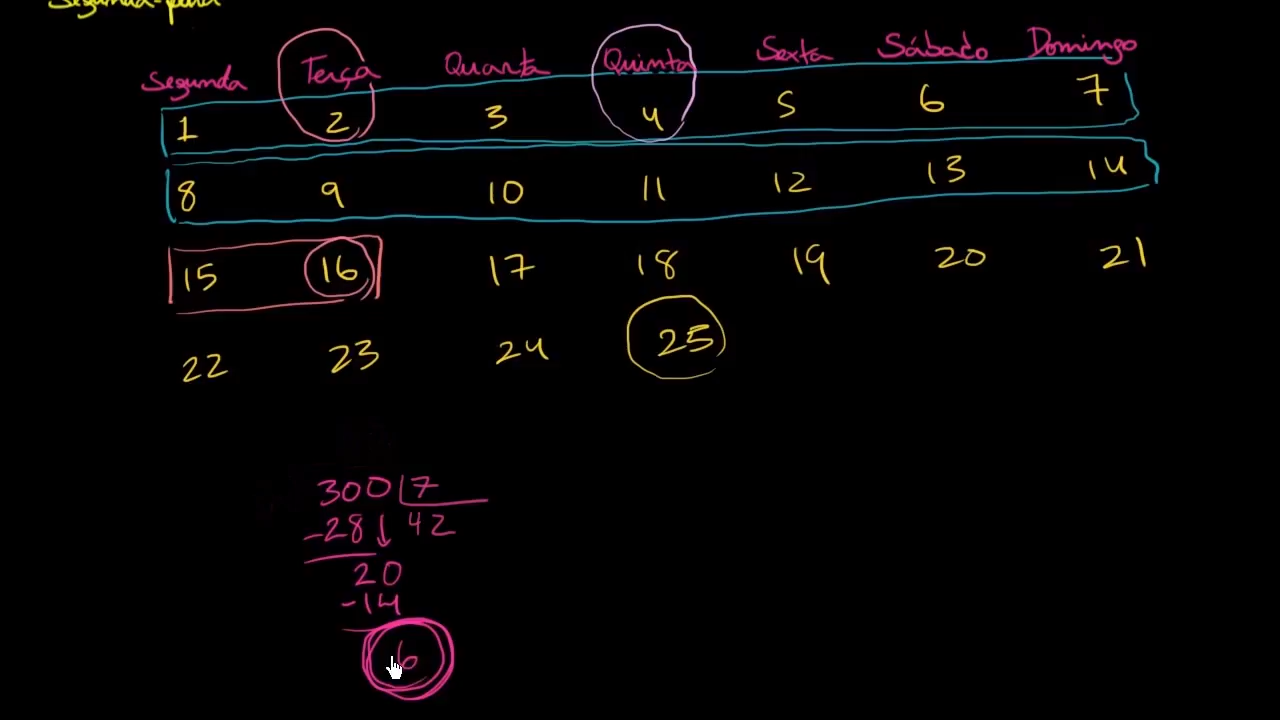 Segunda-feira
Segunda Terça Quarta Quinta Sexta Sábado Domingo
1 2 3 4 5 6 7
8 9 10 11 12 13 14
15 16 17 18 19 20 21
22 23 24 25
300 7
-28 42
20
-14
6